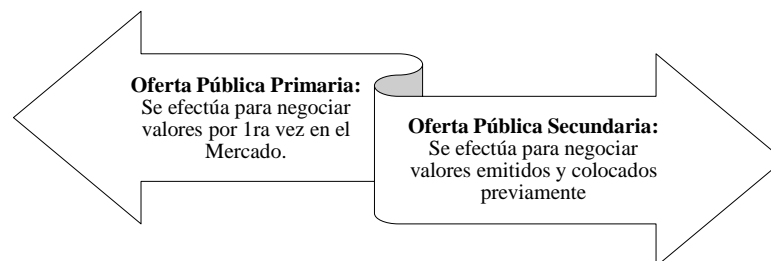 Oferta Pública Primaria:
Se efectúa para negociar
valores por 1ra vez en el
Mercado.
Oferta Pública Secundaria:
Se efectúa para negociar
valores emitidos y colocados
previamente